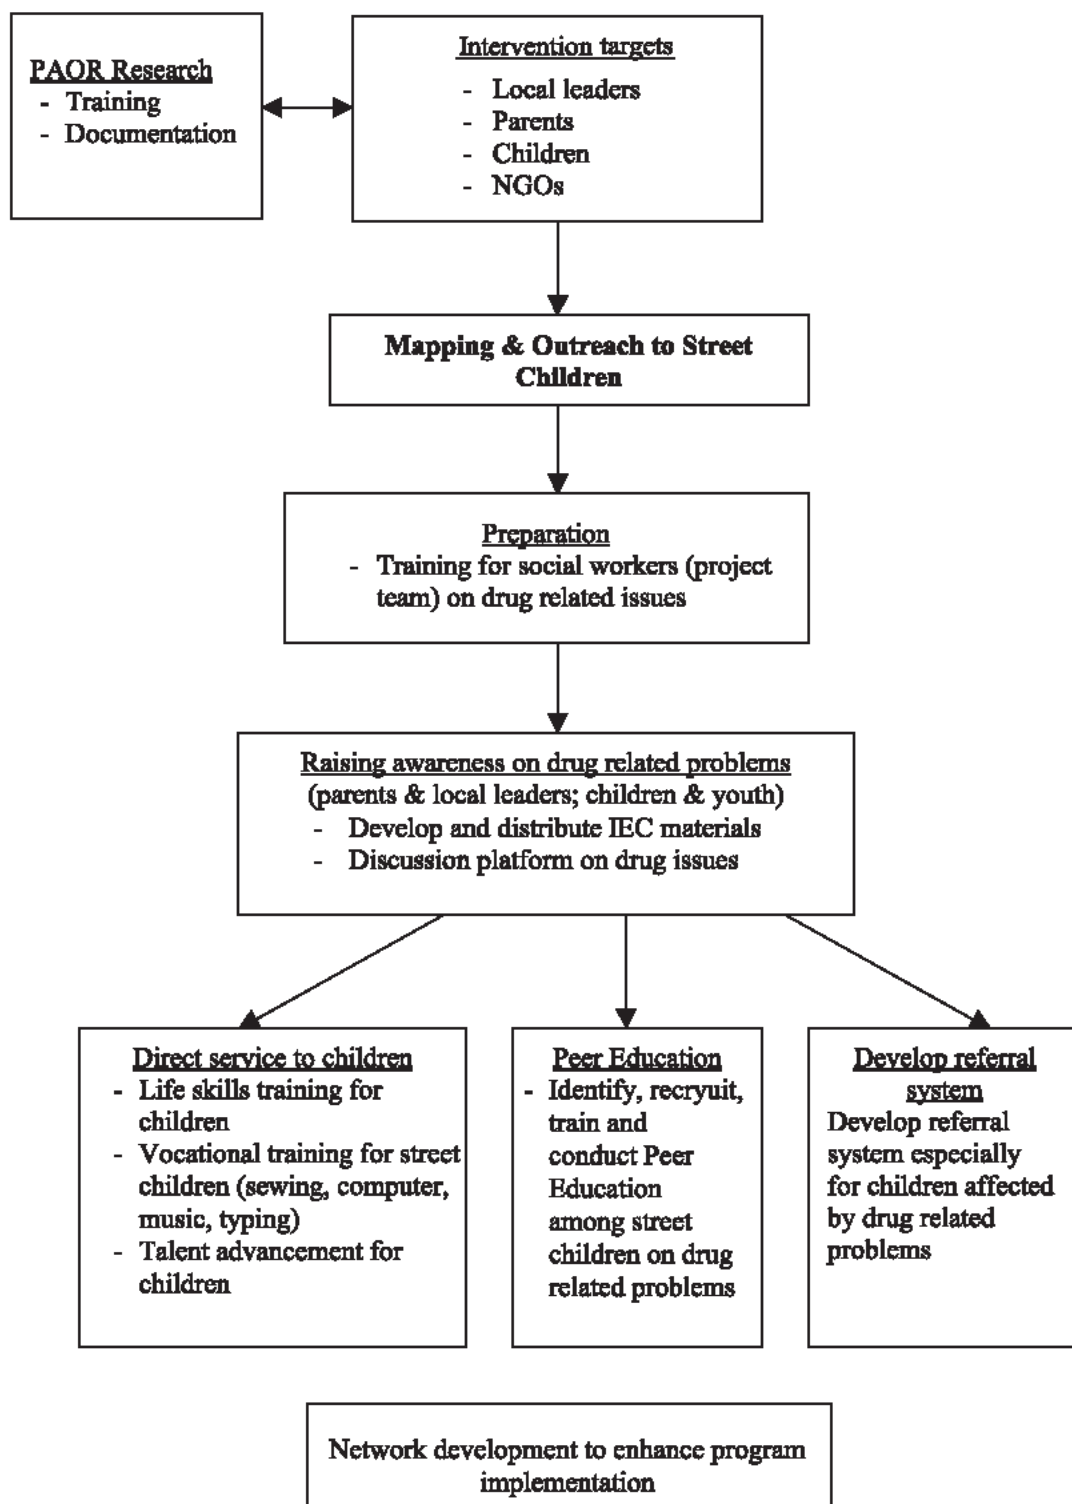 PAOR Research
- Training
- Documentation
Intervention targets
- Local leaders
- Parents
- Children
- NGOs
Mapping & Outreach to Street
Children
Preparation
- Training for social workers (project
team) on drug related issues
Raising awareness on drug related problems
(parents & local leaders; children & youth)
- Develop and distribute IEC materials
- Discussion platform on drug issues
Direct service to children
- Life skills training for
children
- Vocational training for street
children (sewing, computer,
music, typing)
- Talent advancement for
children
Peer Education
- Identify, recryuit,
train and
conduct Peer
Education
among street
children on drug
related problems
Develop referral
system
Develop referral
system especially
for children affected
by drug related
problems
Network development to enhance program
implementation